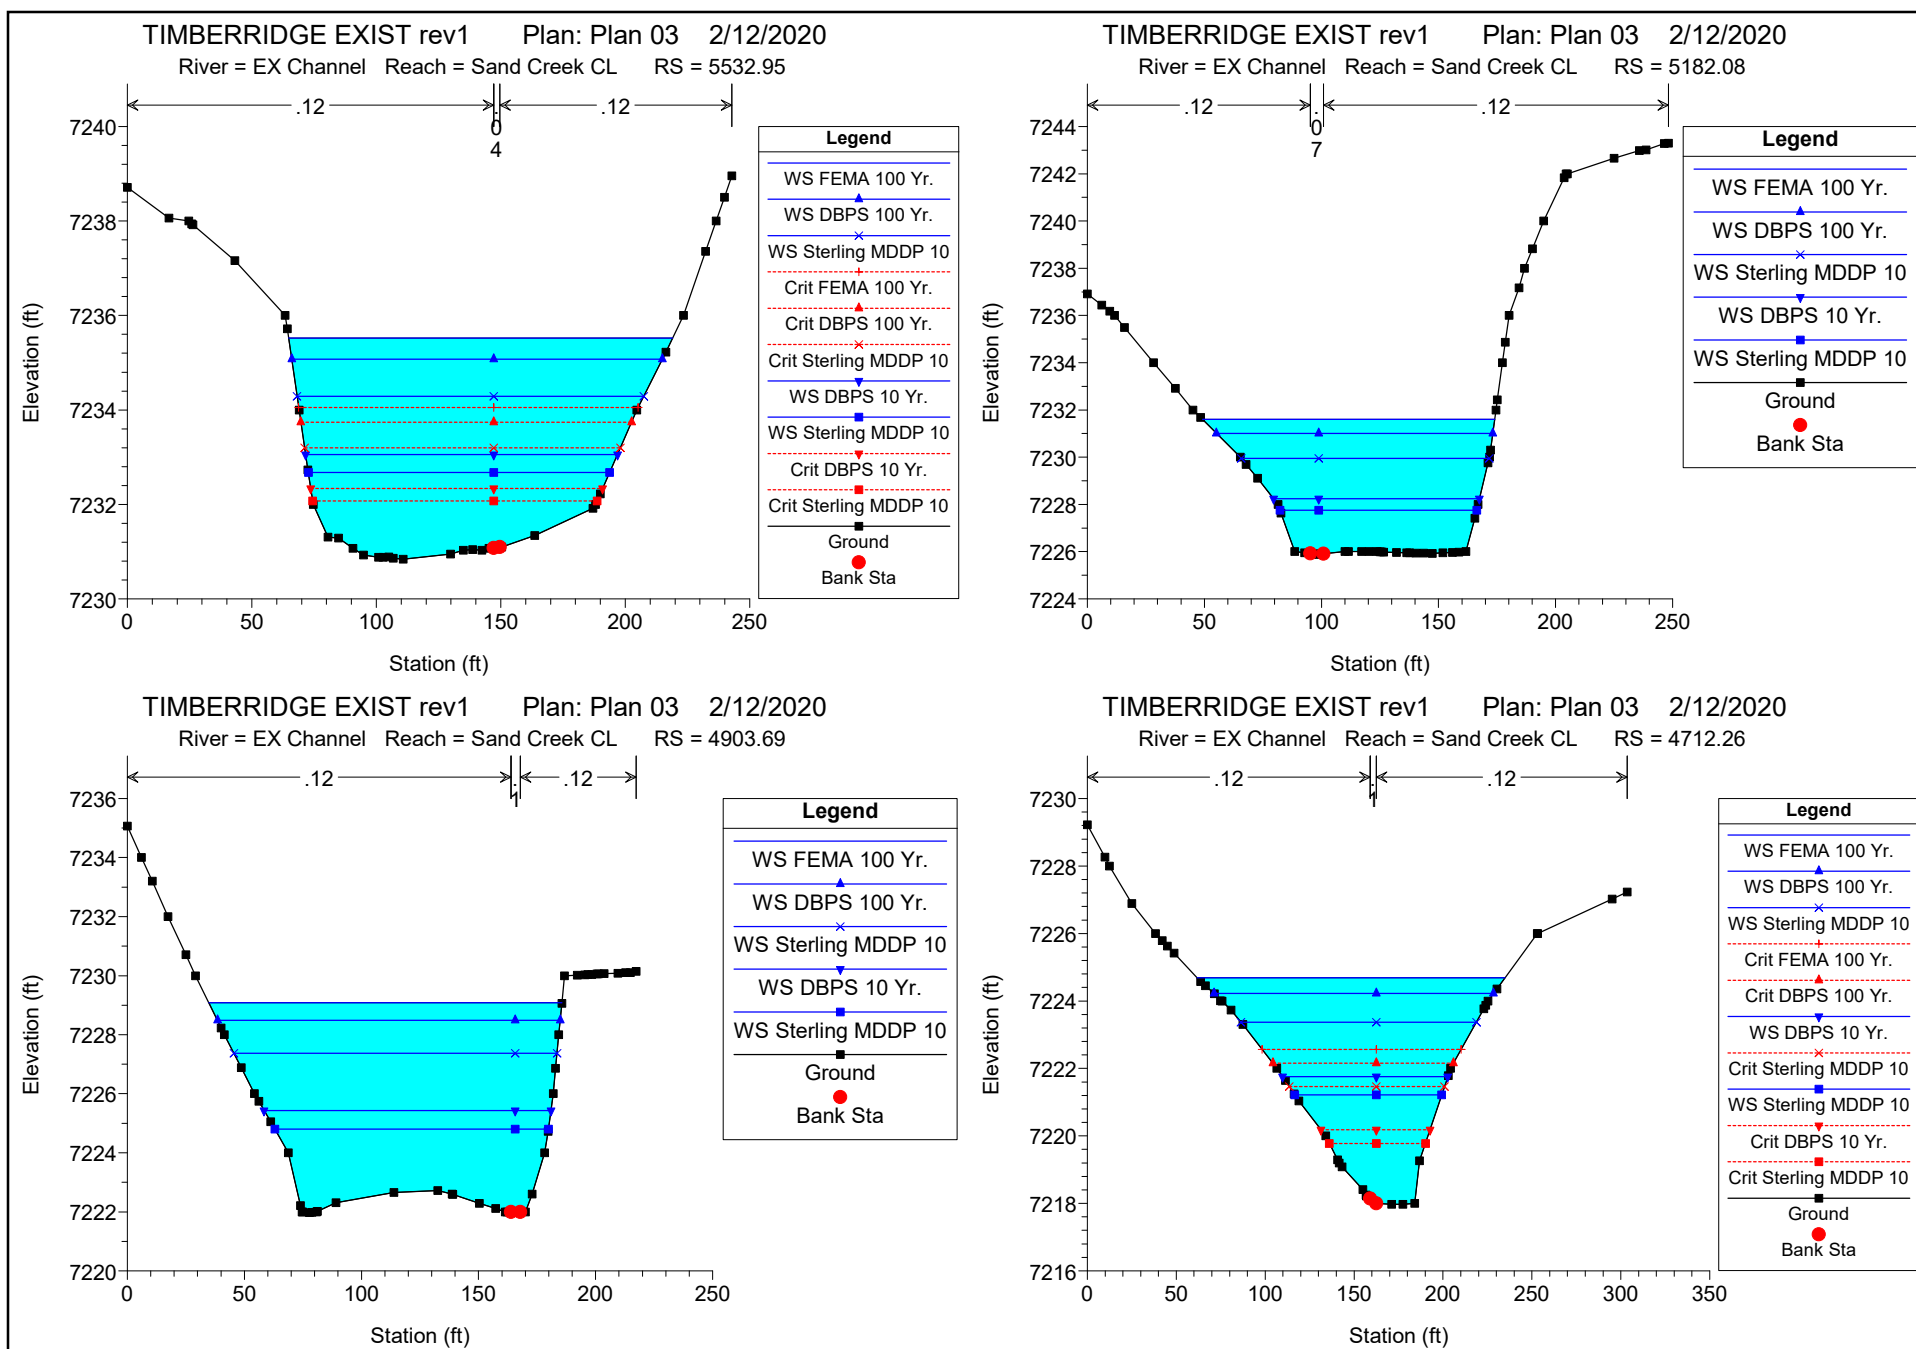 TIMBERRIDGE EXIST rev1 Plan: Plan 03 2/12/2020
River = EX Channel Reach = Sand Creek CL RS = 5532.95
.12 .04 .12
Elevation (ft)
7240
7238
7236
7234
7232
7230
0 50 100 150 200 250
Station (ft)
Legend
WS FEMA 100 Yr.
WS DBPS 100 Yr.
WS Sterling MDDP 10
Crit FEMA 100 Yr.
Crit DBPS 100 Yr.
Crit Sterling MDDP 10
WS DBPS 10 Yr.
WS Sterling MDDP 10
Crit DBPS 10 Yr.
Crit Sterling MDDP 10
Ground
Bank Sta
TIMBERRIDGE EXIST rev1 Plan: Plan 03 2/12/2020
River = EX Channel Reach = Sand Creek CL RS = 5182.08
.12 .07 .12
Elevation (ft)
7244
7242
7240
7238
7236
7234
7232
7230
7228
7226
7224
0 50 100 150 200 250
Station (ft)
Legend
WS FEMA 100 Yr.
WS DBPS 100 Yr.
WS Sterling MDDP 10
WS DBPS 10 Yr.
WS Sterling MDDP 10
Ground
Bank Sta
TIMBERRIDGE EXIST rev1 Plan: Plan 03 2/12/2020
River = EX Channel Reach = Sand Creek CL RS = 4903.69
.12 .1 .12
Elevation (ft)
7236
7234
7232
7230
7228
7226
7224
7222
7220
0 50 100 150 200 250
Station (ft)
Legend
WS FEMA 100 Yr.
WS DBPS 100 Yr.
WS Sterling MDDP 10
WS DBPS 10 Yr.
WS Sterling MDDP 10
Ground
Bank Sta
TIMBERRIDGE EXIST rev1 Plan: Plan 03 2/12/2020
River = EX Channel Reach = Sand Creek CL RS = 4712.26
.12 .1 .12
Elevation (ft)
7230
7228
7226
7224
7222
7220
7218
7216
0 50 100 150 200 250 300 350
Station (ft)
Legend
WS FEMA 100 Yr.
WS DBPS 100 Yr.
WS Sterling MDDP 10
Crit FEMA 100 Yr.
Crit DBPS 100 Yr.
WS DBPS 10 Yr.
Crit Sterling MDDP 10
WS Sterling MDDP 10
Crit DBPS 10 Yr.
Crit Sterling MDDP 10
Ground
Bank Sta